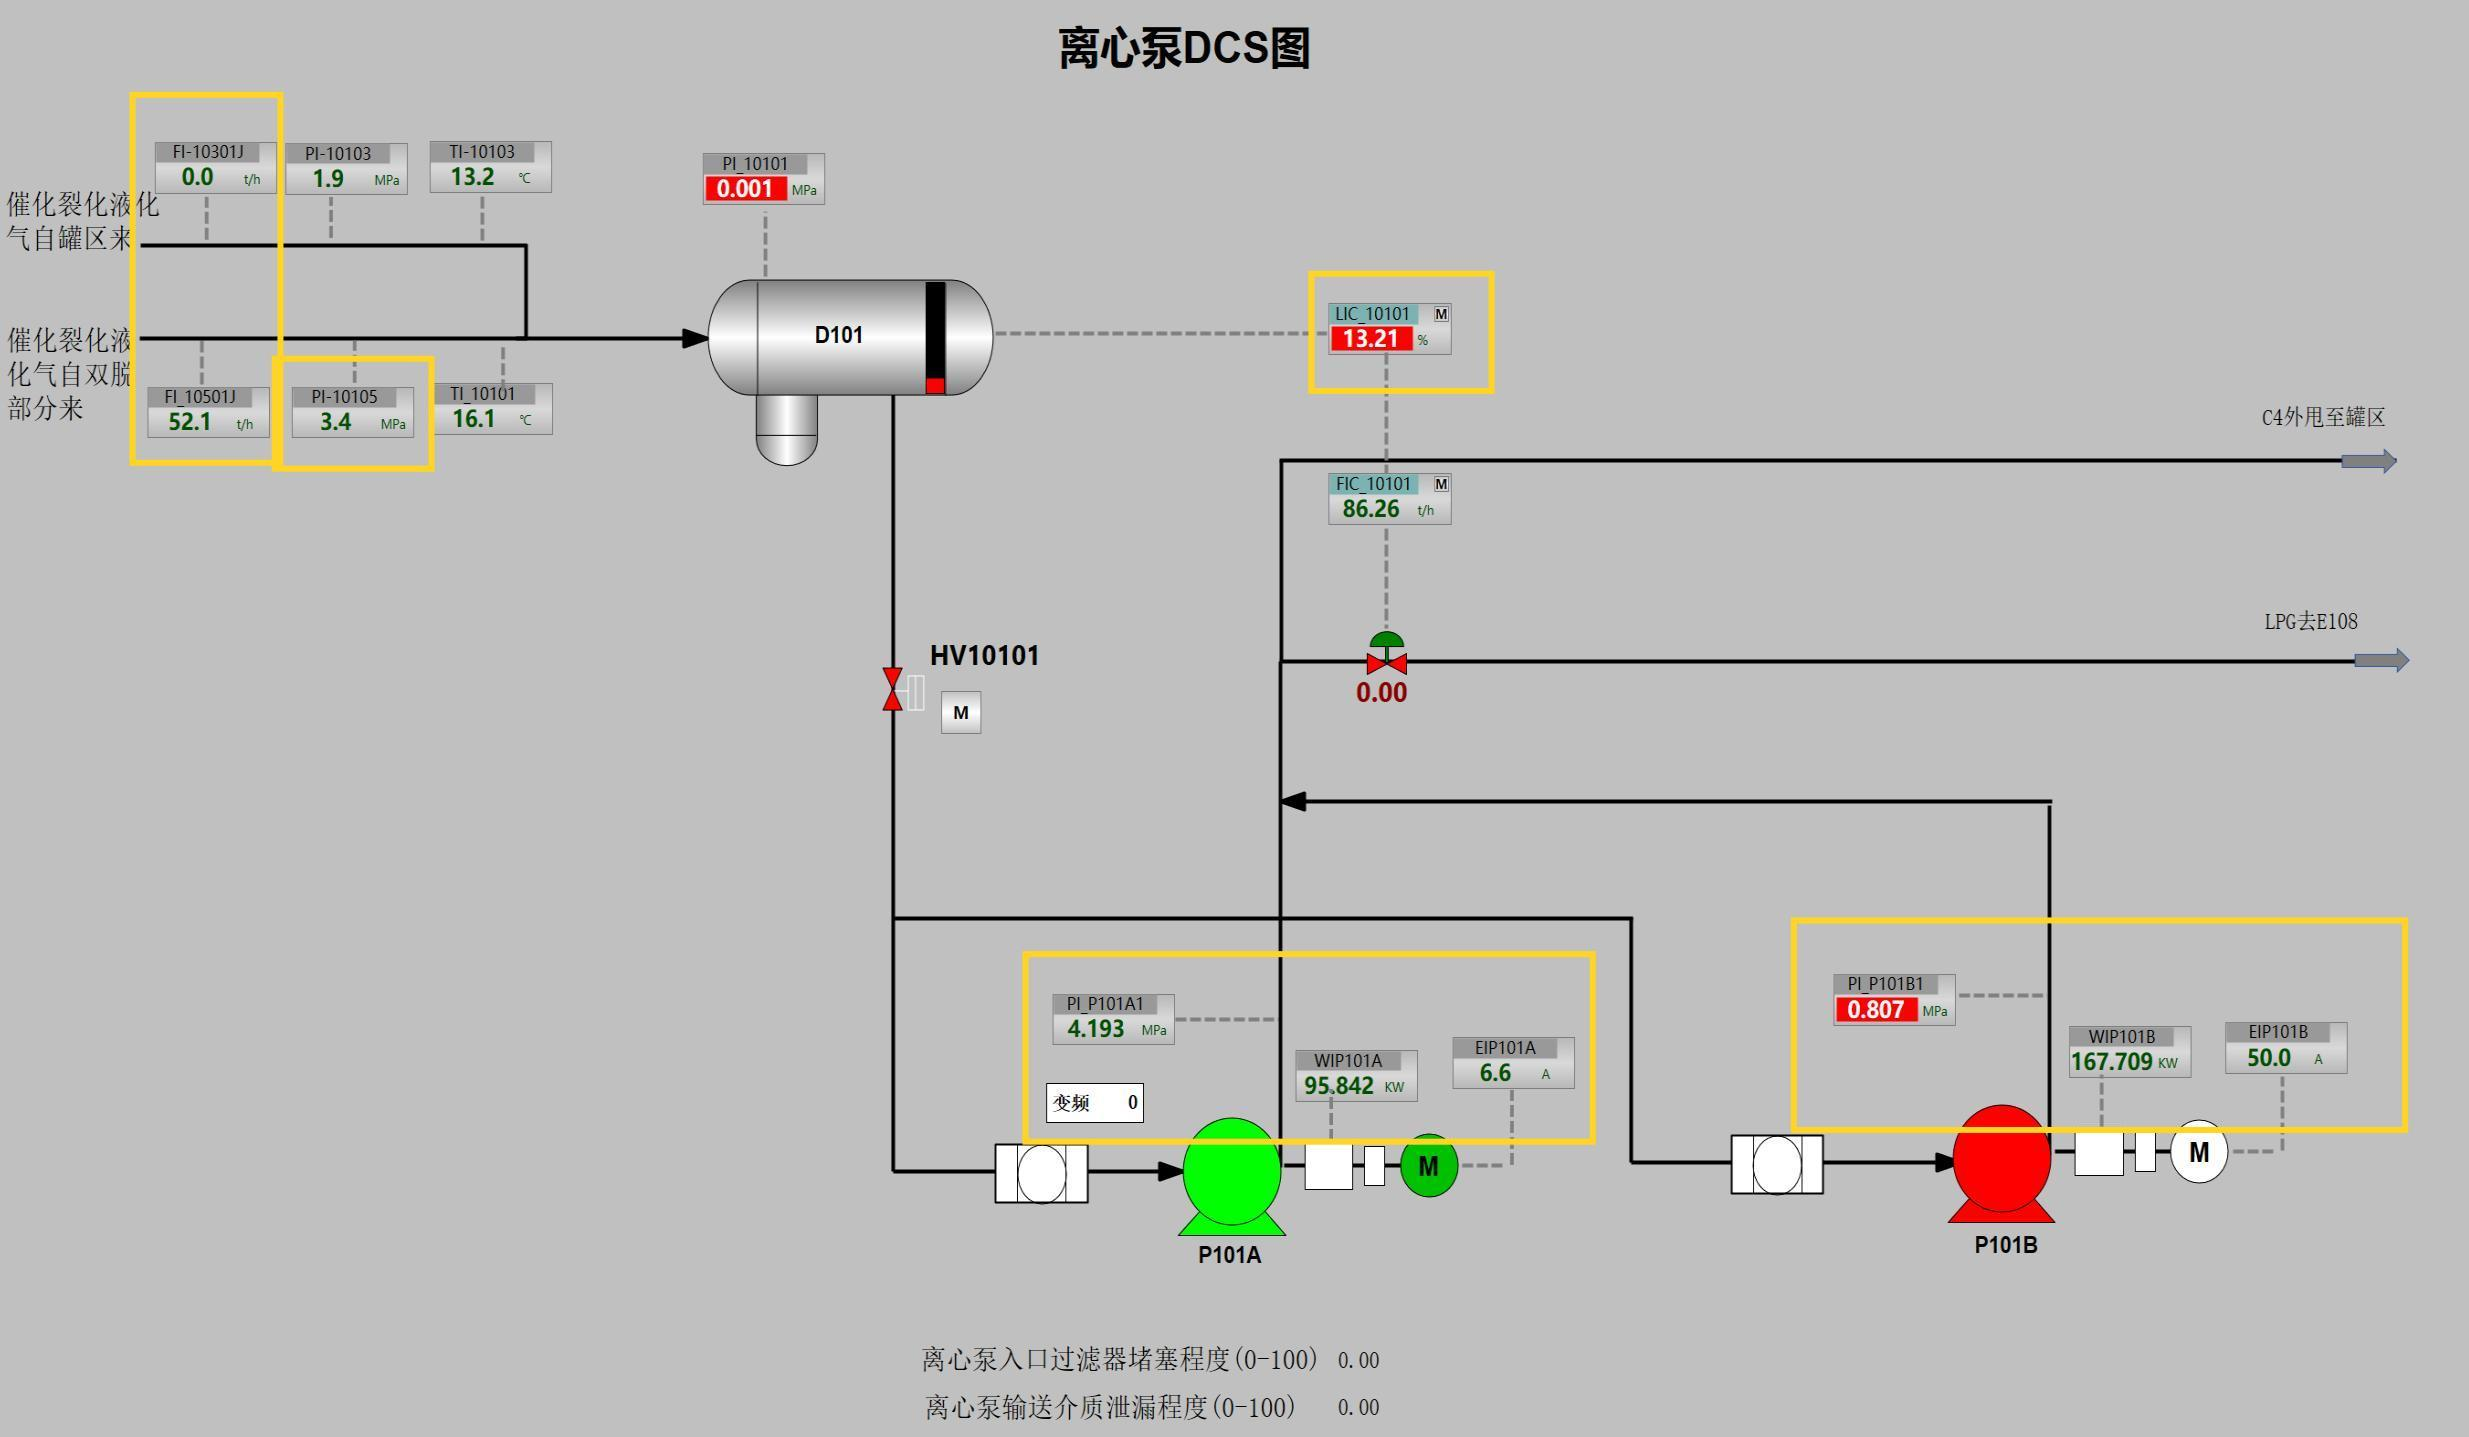 离心泵DCS图
FI-10301J
0.0 t/h
PI-10103
1.9 MPa
TI-10103
13.2 ℃
PI_10101
0.001 MPa
催化裂化液化
气自罐区来
催化裂化液
化气自双脱
部分来
FI_10501J
52.1 t/h
PI-10105
3.4 MPa
TI_10101
16.1 ℃
D101
LIC_10101 M
13.21 %
FIC_10101 M
86.26 t/h
C4外甩至罐区
LPG去E108
0.00
HV10101
M
PI_P101A1
4.193 MPa
变频 0
WIP101A
95.842 KW
EIP101A
6.6 A
M
P101A
PI_P101B1
0.807 MPa
WIP101B
167.709 KW
EIP101B
50.0 A
M
P101B
离心泵入口过滤器堵塞程度(0-100) 0.00
离心泵输送介质泄漏程度(0-100) 0.00